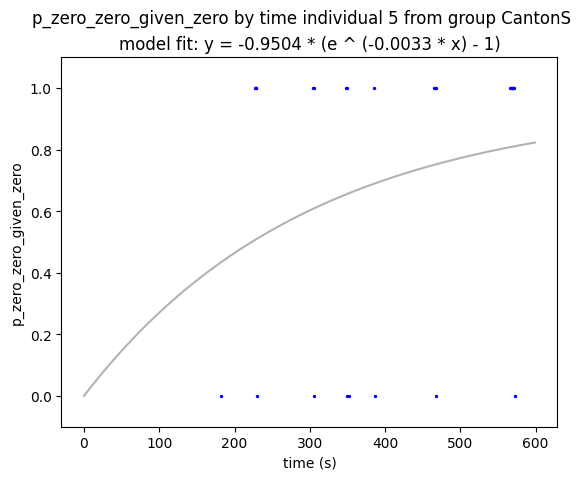 p_zero_zero_given_zero by time individual 5 from group CantonS
model fit: y = -0.9504 * (e ^ (-0.0033 * x) - 1)
1.0
0.8
0.6
0.4
0.2
0.0
p_zero_zero_given_zero
0 100 200 300 400 500 600
time (s)